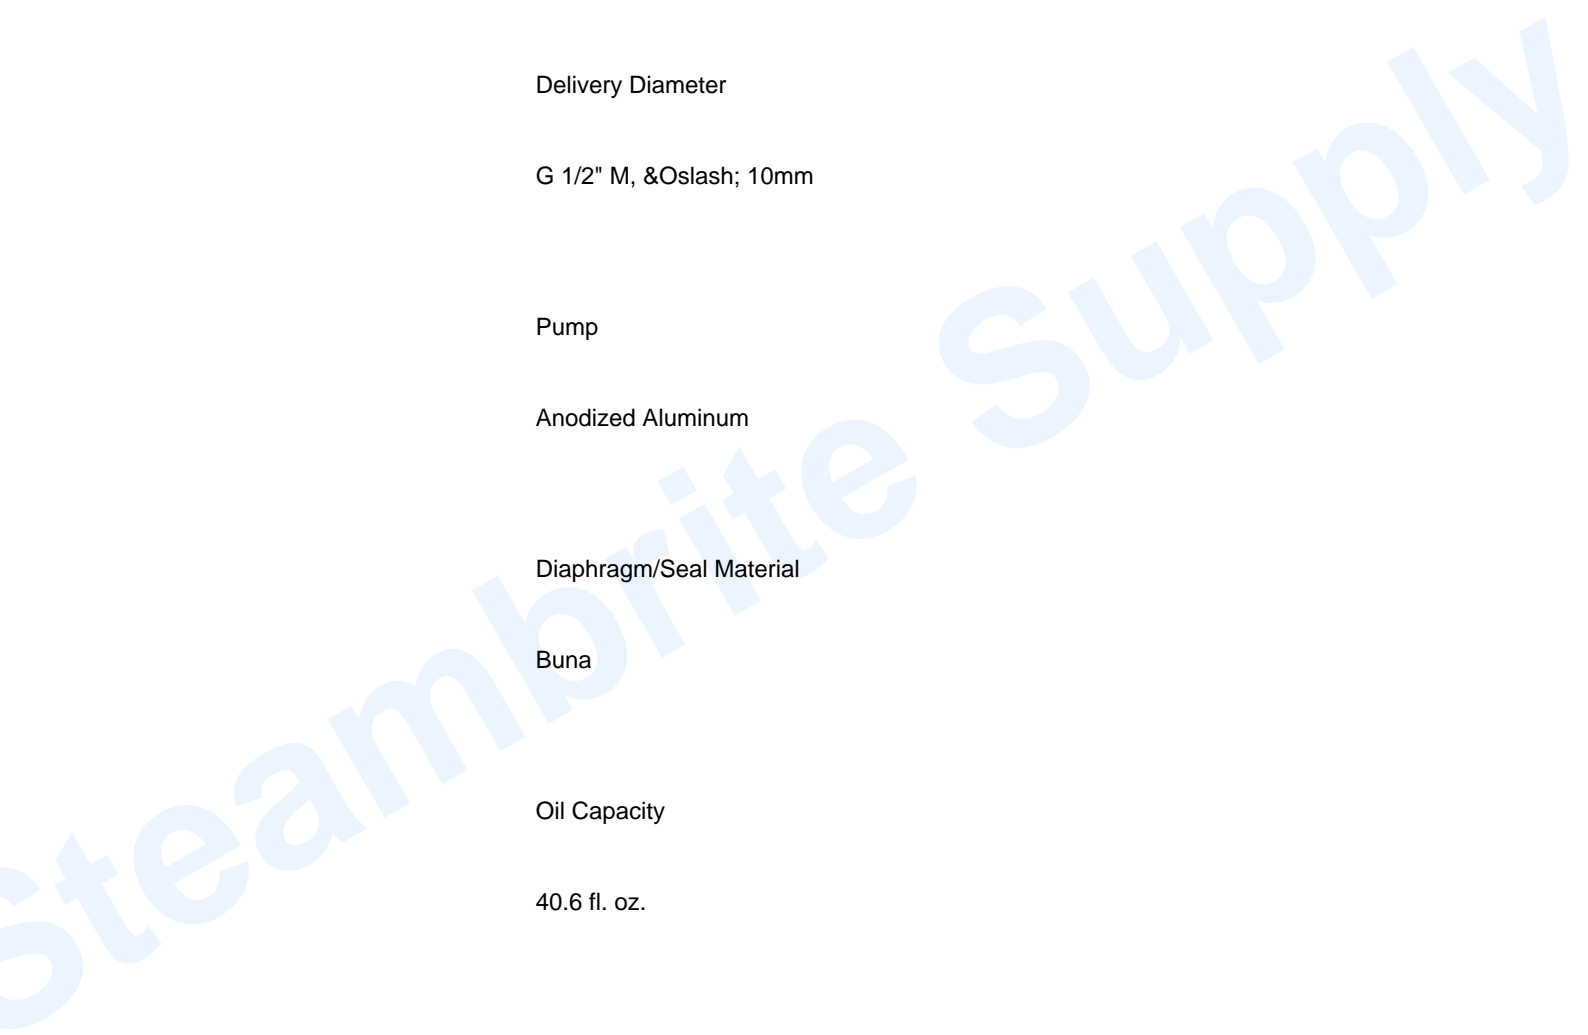 Delivery Diameter
G 1/2" M, &Oslash; 10mm
Pump
Anodized Aluminum
Diaphragm/Seal Material
Buna
Oil Capacity
40.6 fl. oz.
Steambrite Supply